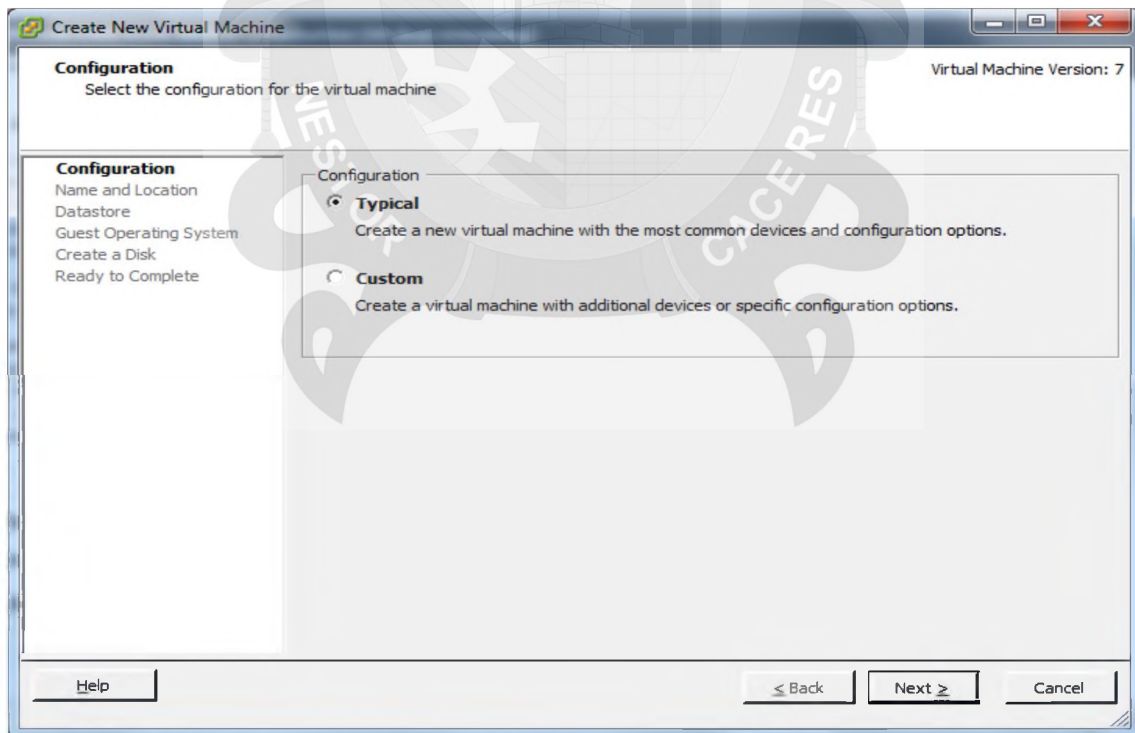 Create New Virtual Machine
Configuration
Select the configuration for the virtual machine
Virtual Machine Version: 7
Configuration
Name and Location
Datastore
Guest Operating System
Create a Disk
Ready to Complete
Configuration
Typical
Create a new virtual machine with the most common devices and configuration options.
Custom
Create a virtual machine with additional devices or specific configuration options.
NESTOR
CACERES
Help
≤ Back
Next ≥
Cancel